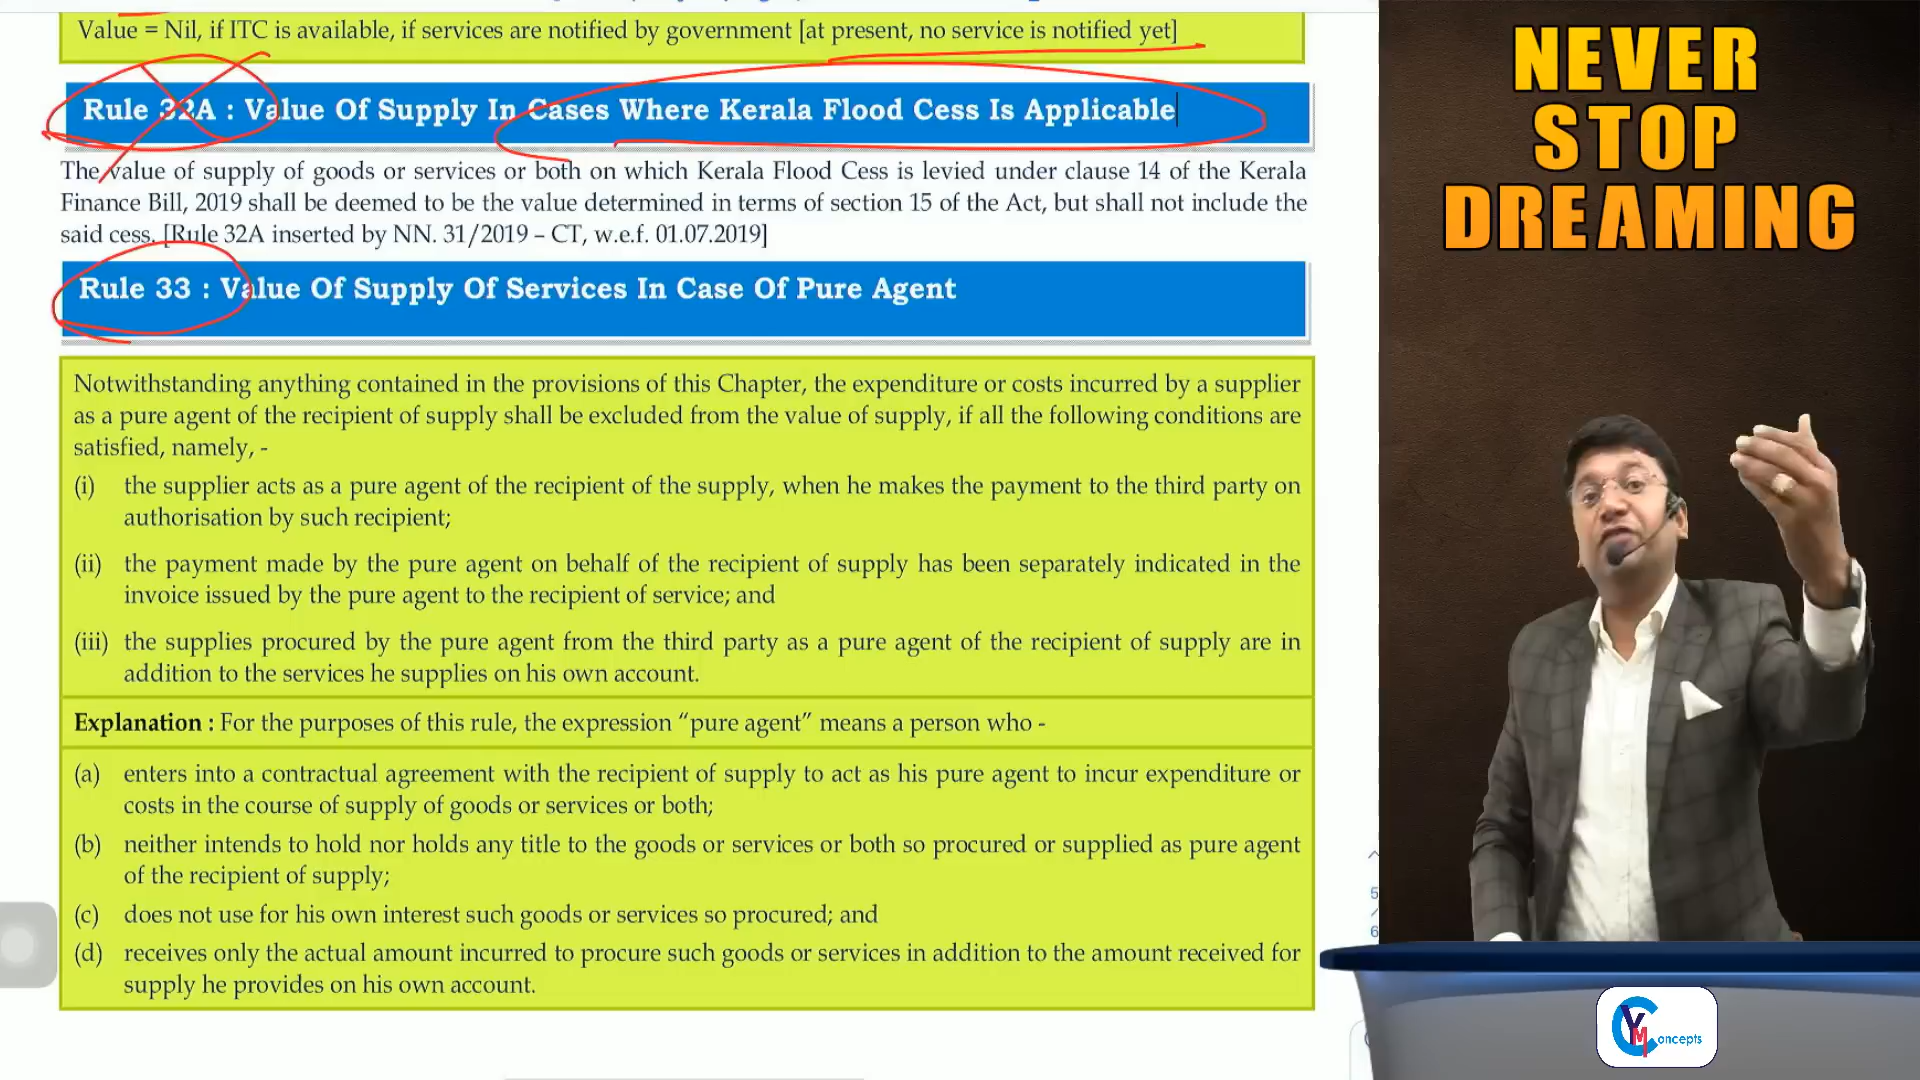 Value = Nil, if ITC is available, if services are notified by government [at present, no service is notified yet]
Rule 32A : Value Of Supply In Cases Where Kerala Flood Cess Is Applicable
The value of supply of goods or services or both on which Kerala Flood Cess is levied under clause 14 of the Kerala
Finance Bill, 2019 shall be deemed to be the value determined in terms of section 15 of the Act, but shall not include the
said cess. [Rule 32A inserted by NN. 31/2019 – CT, w.e.f. 01.07.2019]
Rule 33 : Value Of Supply Of Services In Case Of Pure Agent
Notwithstanding anything contained in the provisions of this Chapter, the expenditure or costs incurred by a supplier
as a pure agent of the recipient of supply shall be excluded from the value of supply, if all the following conditions are
satisfied, namely, -
(i) the supplier acts as a pure agent of the recipient of the supply, when he makes the payment to the third party on
authorisation by such recipient;
(ii) the payment made by the pure agent on behalf of the recipient of supply has been separately indicated in the
invoice issued by the pure agent to the recipient of service; and
(iii) the supplies procured by the pure agent from the third party as a pure agent of the recipient of supply are in
addition to the services he supplies on his own account.
Explanation : For the purposes of this rule, the expression “pure agent” means a person who -
(a) enters into a contractual agreement with the recipient of supply to act as his pure agent to incur expenditure or
costs in the course of supply of goods or services or both;
(b) neither intends to hold nor holds any title to the goods or services or both so procured or supplied as pure agent
of the recipient of supply;
(c) does not use for his own interest such goods or services so procured; and
(d) receives only the actual amount incurred to procure such goods or services in addition to the amount received for
supply he provides on his own account.
NEVER
STOP
DREAMING
5
6
YM Concepts